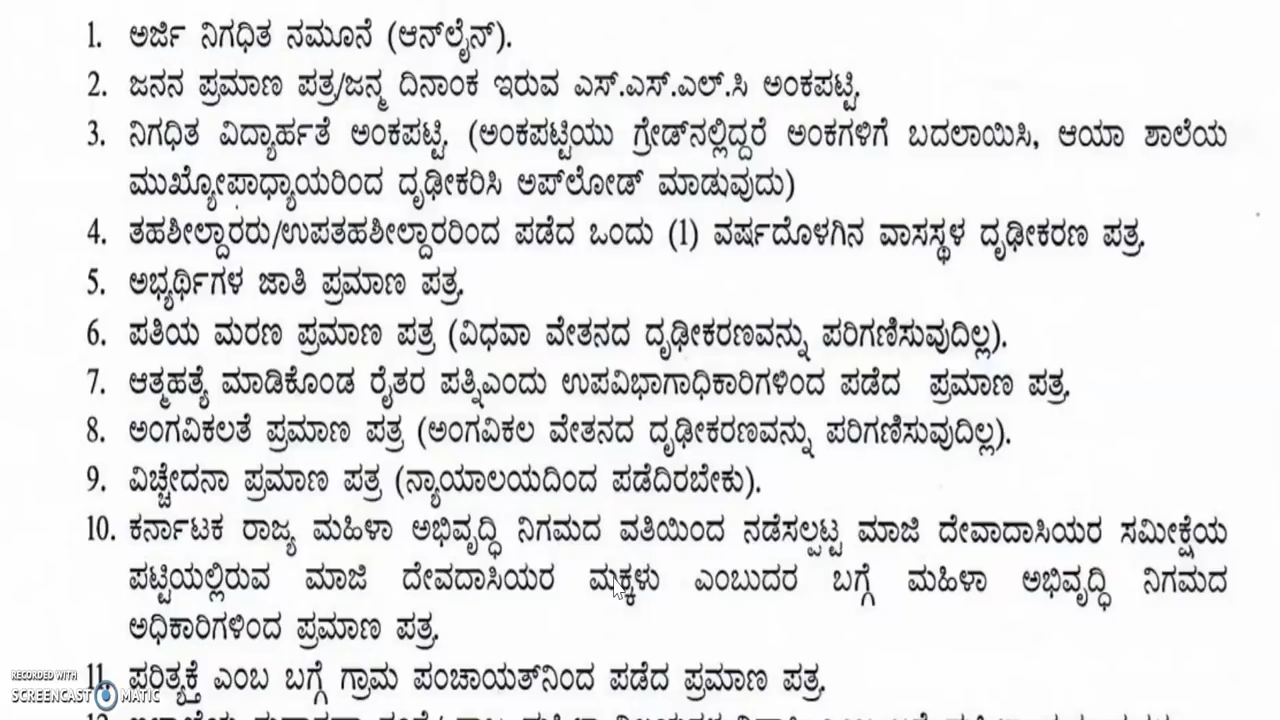 1. ಅರ್ಜಿ ನಿಗಧಿತ ನಮೂನೆ (ಆನ್‌ಲೈನ್).
2. ಜನನ ಪ್ರಮಾಣ ಪತ್ರ/ಜನ್ಮ ದಿನಾಂಕ ಇರುವ ಎಸ್.ಎಸ್.ಎಲ್.ಸಿ ಅಂಕಪಟ್ಟಿ.
3. ನಿಗಧಿತ ವಿದ್ಯಾರ್ಹತೆ ಅಂಕಪಟ್ಟಿ. (ಅಂಕಪಟ್ಟಿಯು ಗ್ರೇಡ್‌ನಲ್ಲಿದ್ದರೆ ಅಂಕಗಳಿಗೆ ಬದಲಾಯಿಸಿ, ಆಯಾ ಶಾಲೆಯ
ಮುಖ್ಯೋಪಾಧ್ಯಾಯರಿಂದ ದೃಢೀಕರಿಸಿ ಅಪ್‌ಲೋಡ್ ಮಾಡುವುದು)
4. ತಹಶೀಲ್ದಾರರು/ಉಪತಹಶೀಲ್ದಾರರಿಂದ ಪಡೆದ ಒಂದು (1) ವರ್ಷದೊಳಗಿನ ವಾಸಸ್ಥಳ ದೃಢೀಕರಣ ಪತ್ರ.
5. ಅಭ್ಯರ್ಥಿಗಳ ಜಾತಿ ಪ್ರಮಾಣ ಪತ್ರ.
6. ಪತಿಯ ಮರಣ ಪ್ರಮಾಣ ಪತ್ರ (ವಿಧವಾ ವೇತನದ ದೃಢೀಕರಣವನ್ನು ಪರಿಗಣಿಸುವುದಿಲ್ಲ).
7. ಆತ್ಮಹತ್ಯೆ ಮಾಡಿಕೊಂಡ ರೈತರ ಪತ್ನಿಎಂದು ಉಪವಿಭಾಗಾಧಿಕಾರಿಗಳಿಂದ ಪಡೆದ ಪ್ರಮಾಣ ಪತ್ರ.
8. ಅಂಗವಿಕಲತೆ ಪ್ರಮಾಣ ಪತ್ರ (ಅಂಗವಿಕಲ ವೇತನದ ದೃಢೀಕರಣವನ್ನು ಪರಿಗಣಿಸುವುದಿಲ್ಲ).
9. ವಿಚ್ಛೇದನಾ ಪ್ರಮಾಣ ಪತ್ರ (ನ್ಯಾಯಾಲಯದಿಂದ ಪಡೆದಿರಬೇಕು).
10. ಕರ್ನಾಟಕ ರಾಜ್ಯ ಮಹಿಳಾ ಅಭಿವೃದ್ಧಿ ನಿಗಮದ ವತಿಯಿಂದ ನಡೆಸಲ್ಪಟ್ಟ ಮಾಜಿ ದೇವಾದಾಸಿಯರ ಸಮೀಕ್ಷೆಯ
ಪಟ್ಟಿಯಲ್ಲಿರುವ ಮಾಜಿ ದೇವದಾಸಿಯರ ಮಕ್ಕಳು ಎಂಬುದರ ಬಗ್ಗೆ ಮಹಿಳಾ ಅಭಿವೃದ್ಧಿ ನಿಗಮದ
ಅಧಿಕಾರಿಗಳಿಂದ ಪ್ರಮಾಣ ಪತ್ರ.
11. ಪರಿತ್ಯಕ್ತೆ ಎಂಬ ಬಗ್ಗೆ ಗ್ರಾಮ ಪಂಚಾಯತ್‌ನಿಂದ ಪಡೆದ ಪ್ರಮಾಣ ಪತ್ರ.
RECORDED WITH
SCREENCAST MATIC